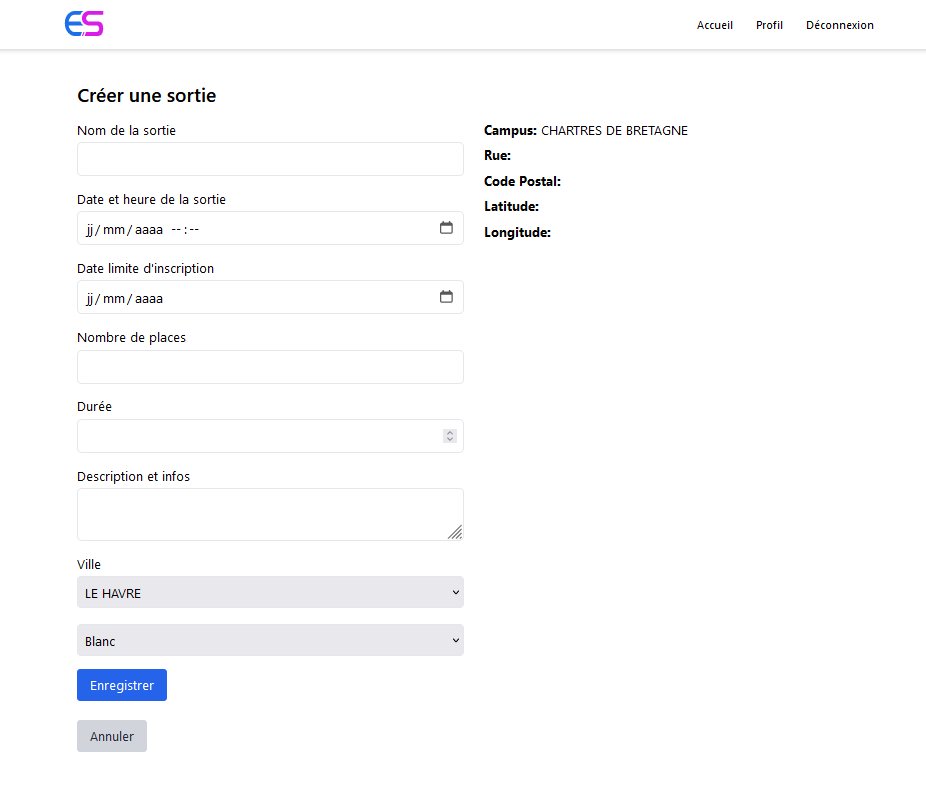 ES
Accueil Profil Déconnexion
Créer une sortie
Nom de la sortie
Date et heure de la sortie
jj/mm/aaaa --:--
Date limite d'inscription
jj/mm/aaaa
Nombre de places
Durée
Description et infos
Ville
LE HAVRE
Blanc
Enregistrer
Annuler
Campus: CHARTRES DE BRETAGNE
Rue:
Code Postal:
Latitude:
Longitude: